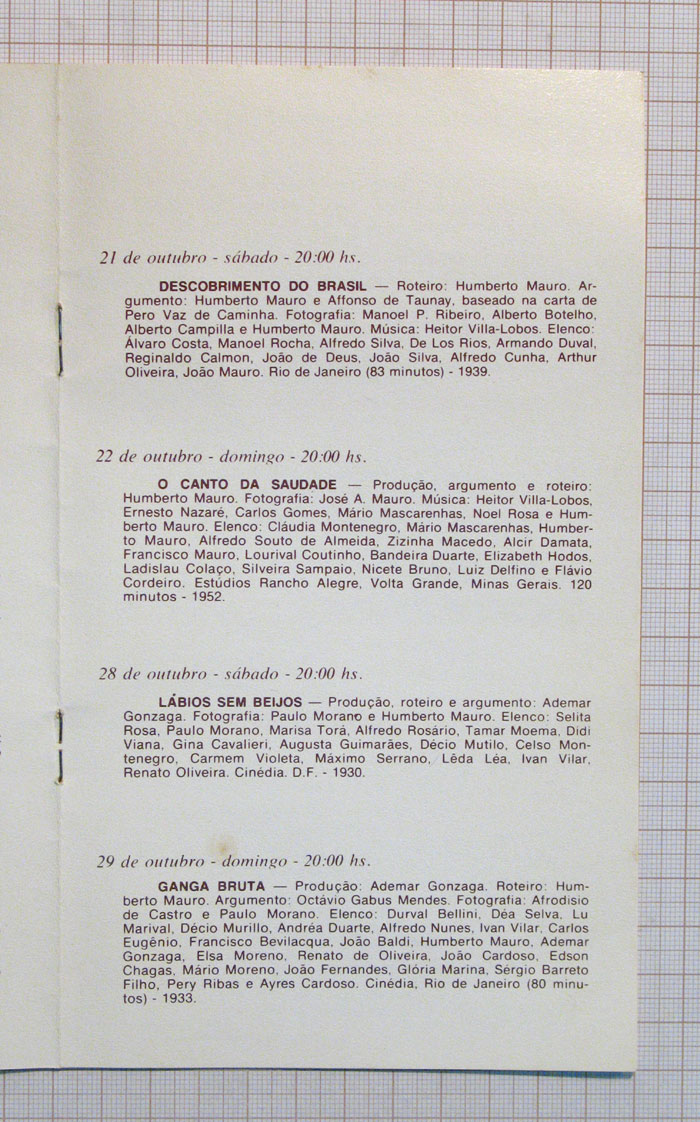 21 de outubro - sábado - 20:00 hs.
DESCOBRIMENTO DO BRASIL — Roteiro: Humberto Mauro. Ar-
gumento: Humberto Mauro e Affonso de Taunay, baseado na carta de
Pero Vaz de Caminha. Fotografia: Manoel P. Ribeiro, Alberto Botelho,
Alberto Campilla e Humberto Mauro. Música: Heitor Villa-Lobos. Elenco:
Álvaro Costa, Manoel Rocha, Alfredo Silva, De Los Rios, Armando Duval,
Reginaldo Calmon, João de Deus, João Silva, Alfredo Cunha, Arthur
Oliveira, João Mauro. Rio de Janeiro (83 minutos) - 1939.
22 de outubro - domingo - 20:00 hs.
O CANTO DA SAUDADE — Produção, argumento e roteiro:
Humberto Mauro. Fotografia: José A. Mauro. Música: Heitor Villa-Lobos,
Ernesto Nazaré, Carlos Gomes, Mário Mascarenhas, Noel Rosa e Hum-
berto Mauro. Elenco: Cláudia Montenegro, Mário Mascarenhas, Humber-
to Mauro, Alfredo Souto de Almeida, Zizinha Macedo, Alcir Damata,
Francisco Mauro, Lourival Coutinho, Bandeira Duarte, Elizabeth Hodos,
Ladislau Colaço, Silveira Sampaio, Nicete Bruno, Luiz Delfino e Flávio
Cordeiro. Estúdios Rancho Alegre, Volta Grande, Minas Gerais. 120
minutos - 1952.
28 de outubro - sábado - 20:00 hs.
LÁBIOS SEM BEIJOS — Produção, roteiro e argumento: Ademar
Gonzaga. Fotografia: Paulo Morano e Humberto Mauro. Elenco: Selita
Rosa, Paulo Morano, Marisa Torá, Alfredo Rosário, Tamar Moema, Didi
Viana, Gina Cavalieri, Augusta Guimarães, Décio Mutilo, Celso Mon-
tenegro, Carmem Violeta, Máximo Serrano, Lêda Léa, Ivan Vilar,
Renato Oliveira. Cinédia. D.F. - 1930.
29 de outubro - domingo - 20:00 hs.
GANGA BRUTA — Produção: Ademar Gonzaga. Roteiro: Hum-
berto Mauro. Argumento: Octávio Gabus Mendes. Fotografia: Afrodisio
de Castro e Paulo Morano. Elenco: Durval Bellini, Déa Selva, Lu
Marival, Décio Murillo, Andréa Duarte, Alfredo Nunes, Ivan Vilar, Carlos
Eugênio, Francisco Bevilacqua, João Baldi, Humberto Mauro, Ademar
Gonzaga, Elsa Moreno, Renato de Oliveira, João Cardoso, Edson
Chagas, Mário Moreno, João Fernandes, Glória Marina, Sérgio Barreto
Filho, Pery Ribas e Ayres Cardoso. Cinédia, Rio de Janeiro (80 minu-
tos) - 1933.